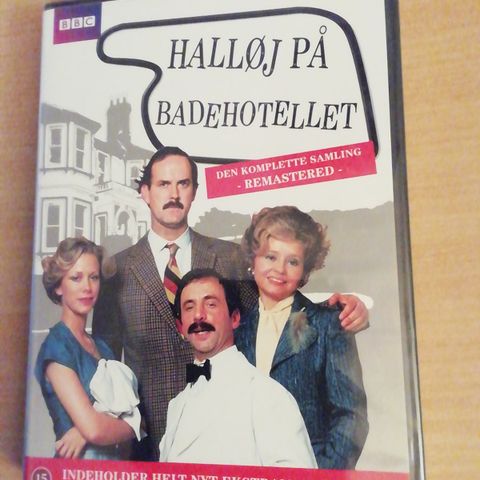 BBC
HALLØJ PÅ
BADEHOTELLET
DEN KOMPLETTE SAMLING
- REMASTERED -
15
INDEHOLDER HELT NYT